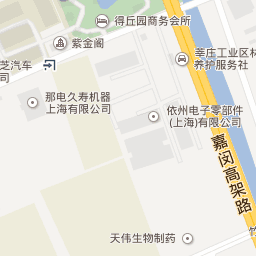 得丘园商务会所
紫金阁
莘庄工业区林
养护服务社
芝汽车
司
那电久寿机器
上海有限公司
依州电子零部件
(上海)有限公司
嘉闵高架路
天伟生物制药